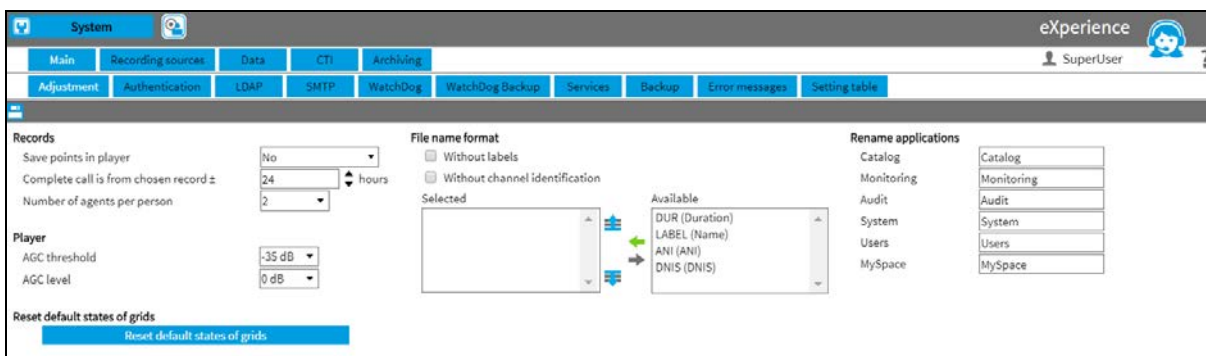 System
eXperience
Main Recording sources Data CTI Archiving
SuperUser
Adjustment Authentication LDAP SMTP WatchDog WatchDog Backup Services Backup Error messages Setting table
Records
Save points in player No
Complete call is from chosen record ± 24 hours
Number of agents per person 2
Player
AGC threshold -35 dB
AGC level 0 dB
Reset default states of grids
Reset default states of grids
File name format
Without labels
Without channel identification
Selected Available
DUR (Duration)
LABEL (Name)
ANI (ANI)
DNIS (DNIS)
Rename applications
Catalog Catalog
Monitoring Monitoring
Audit Audit
System System
Users Users
MySpace MySpace